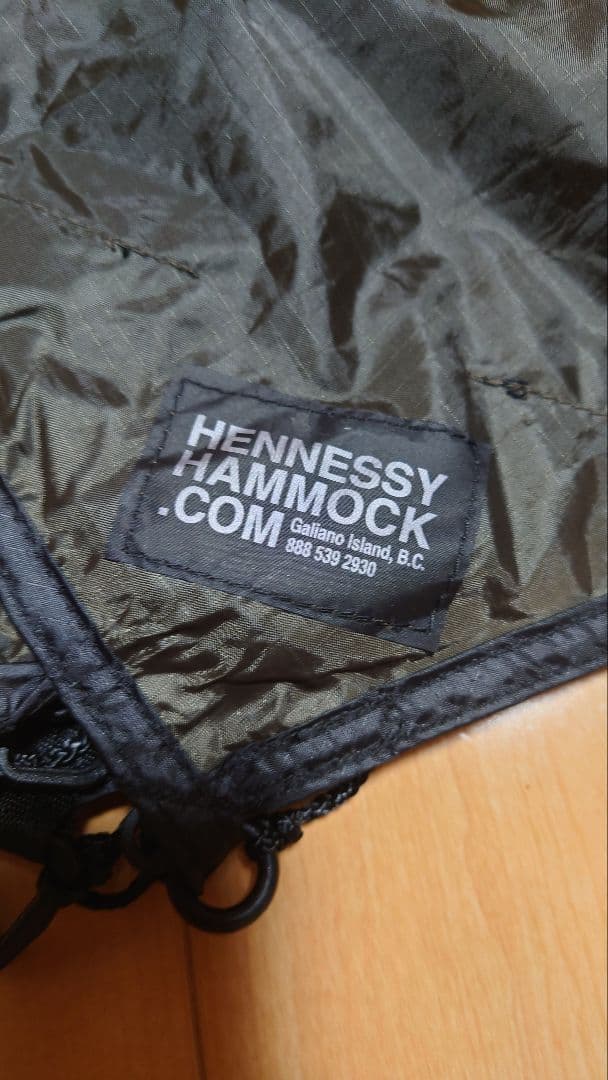 HENNESSY
HAMMOCK
.COM Galiano Island, B.C.
888 539 2930